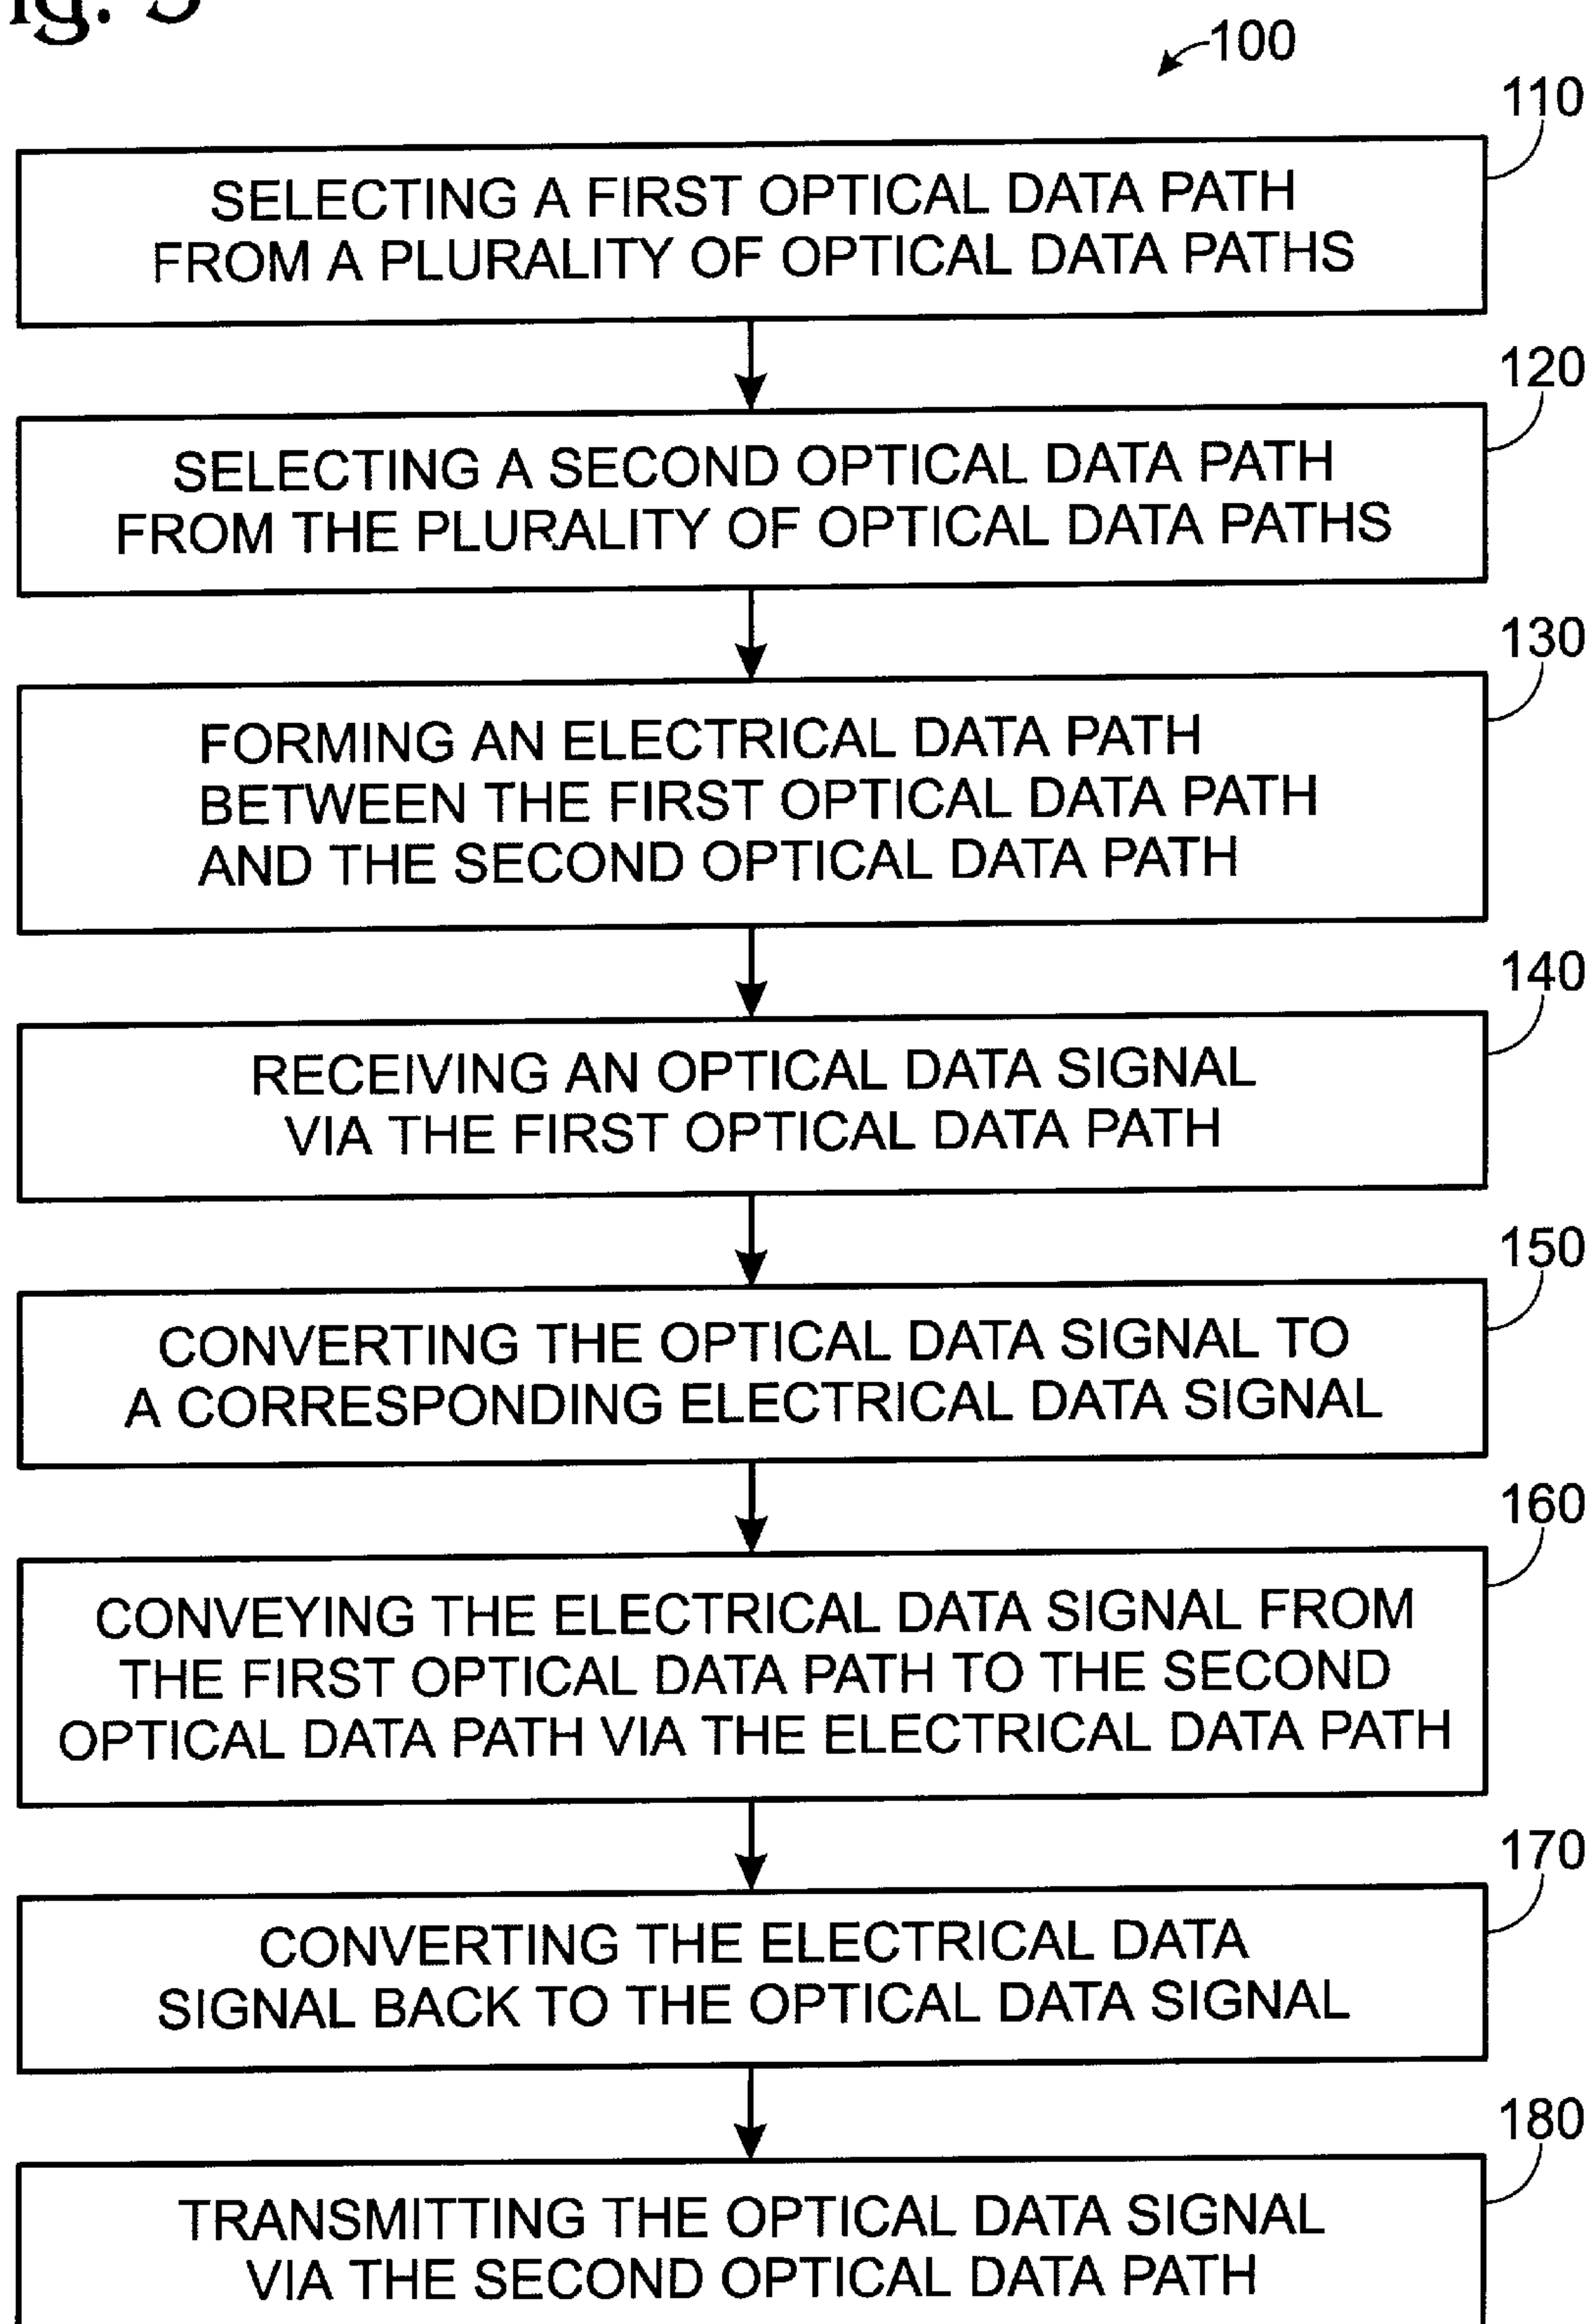 100
110
SELECTING A FIRST OPTICAL DATA PATH
FROM A PLURALITY OF OPTICAL DATA PATHS
120
SELECTING A SECOND OPTICAL DATA PATH
FROM THE PLURALITY OF OPTICAL DATA PATHS
130
FORMING AN ELECTRICAL DATA PATH
BETWEEN THE FIRST OPTICAL DATA PATH
AND THE SECOND OPTICAL DATA PATH
140
RECEIVING AN OPTICAL DATA SIGNAL
VIA THE FIRST OPTICAL DATA PATH
150
CONVERTING THE OPTICAL DATA SIGNAL TO
A CORRESPONDING ELECTRICAL DATA SIGNAL
160
CONVEYING THE ELECTRICAL DATA SIGNAL FROM
THE FIRST OPTICAL DATA PATH TO THE SECOND
OPTICAL DATA PATH VIA THE ELECTRICAL DATA PATH
170
CONVERTING THE ELECTRICAL DATA
SIGNAL BACK TO THE OPTICAL DATA SIGNAL
180
TRANSMITTING THE OPTICAL DATA SIGNAL
VIA THE SECOND OPTICAL DATA PATH